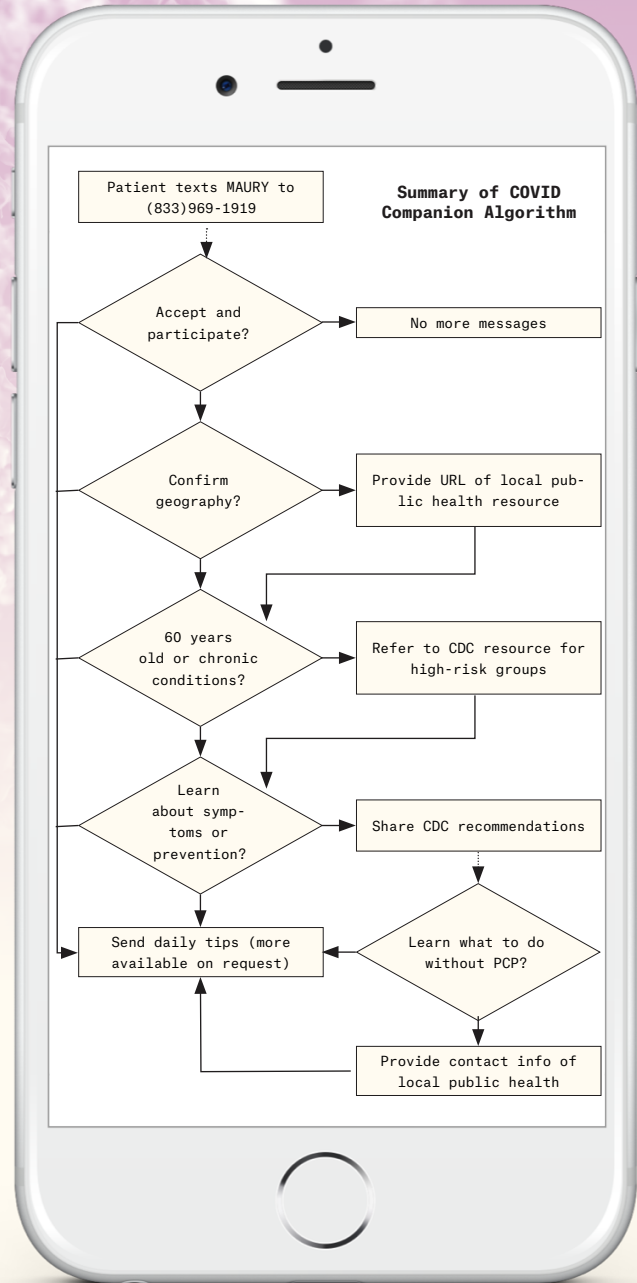 Patient texts MAURY to
(833)969-1919
Summary of COVID
Companion Algorithm
Accept and
participate?
No more messages
Confirm
geography?
Provide URL of local pub-
lic health resource
60 years
old or chronic
conditions?
Refer to CDC resource for
high-risk groups
Learn
about symp-
toms or
prevention?
Share CDC recommendations
Send daily tips (more
available on request)
Learn what to do
without PCP?
Provide contact info of
local public health